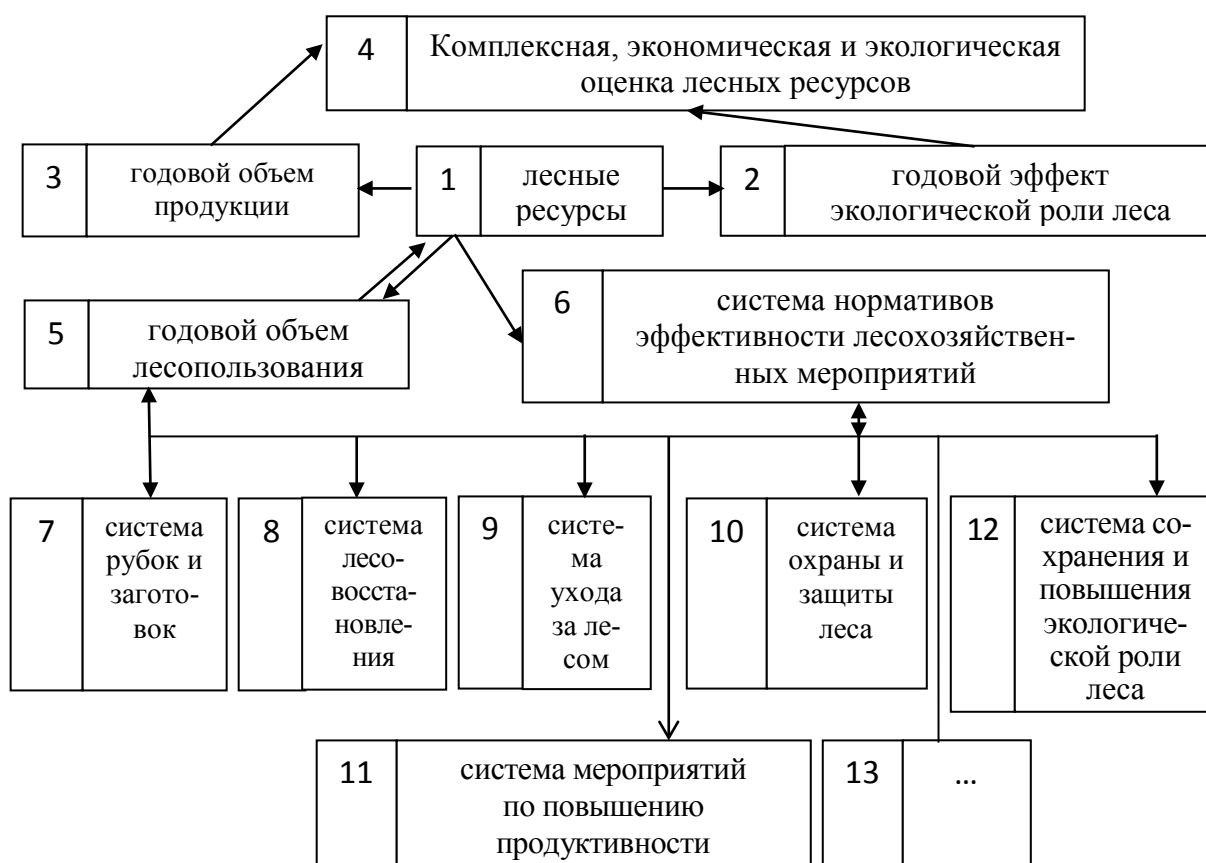 4
Комплексная, экономическая и экологическая
оценка лесных ресурсов
3
годовой объем
продукции
1
лесные
ресурсы
2
годовой эффект
экологической роли леса
5
годовой объем
лесопользования
6
система нормативов
эффективности лесохозяйствен-
ных мероприятий
7
система
рубок и
загото-
вок
8
система
лесо-
восста-
новле-
ния
9
систе-
ма
ухода
за ле-
сом
10
система
охраны и
защиты
леса
12
система со-
хранения и
повышения
экологиче-
ской роли
леса
11
система мероприятий
по повышению
продуктивности
13
...